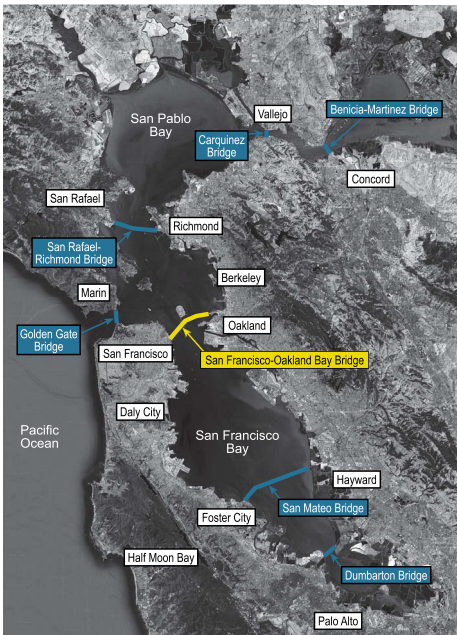 San Pablo
Bay
Vallejo
Benicia-Martinez Bridge
Carquinez
Bridge
Concord
San Rafael
Richmond
San Rafael-
Richmond Bridge
Berkeley
Marin
Golden Gate
Bridge
Oakland
San Francisco
San Francisco-Oakland Bay Bridge
Daly City
Pacific
Ocean
San Francisco
Bay
Hayward
Foster City
San Mateo Bridge
Half Moon Bay
Dumbarton Bridge
Palo Alto